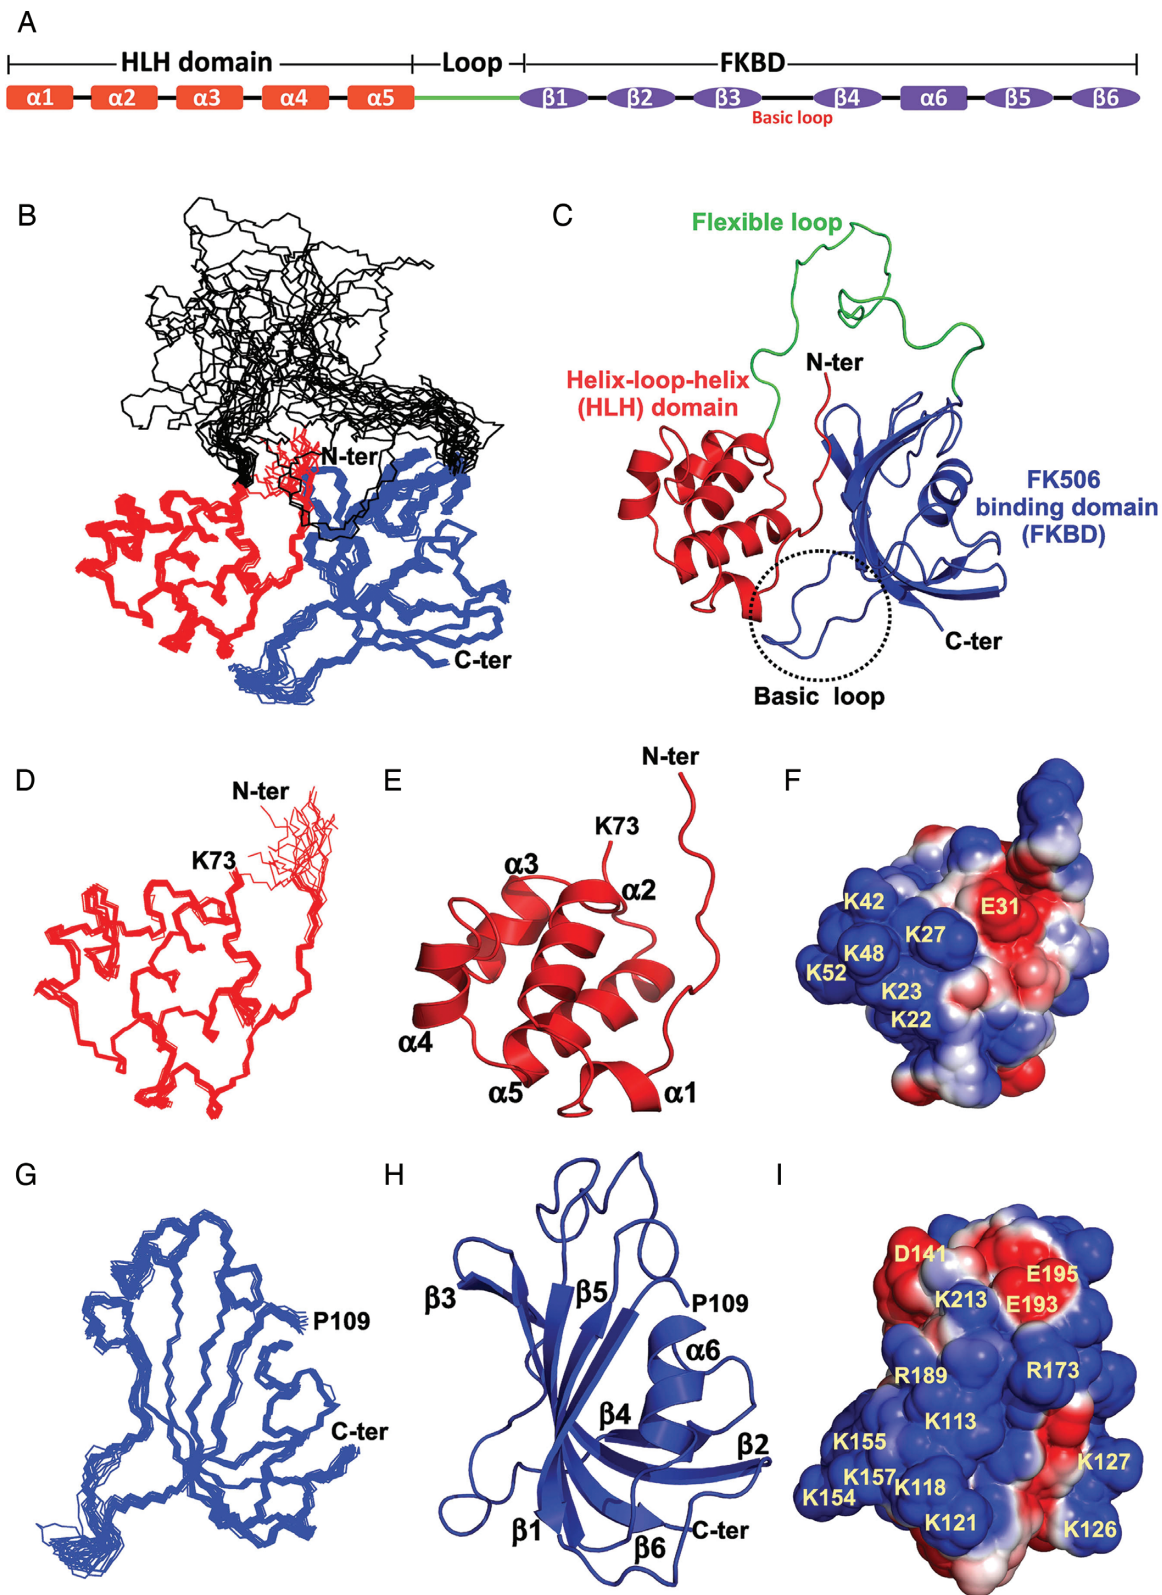 A
HLH domain Loop FKBD
α1 α2 α3 α4 α5 β1 β2 β3 β4 α6 β5 β6
Basic loop
B
N-ter
C-ter
C
Flexible loop
N-ter
Helix-loop-helix
(HLH) domain
FK506
binding domain
(FKBD)
C-ter
Basic loop
D
N-ter
K73
E
N-ter
K73
α3
α2
α4
α5
α1
F
K42
E31
K27
K48
K52
K23
K22
G
P109
C-ter
H
β3
β5
P109
α6
β4
β2
β1
C-ter
β6
I
D141
E195
K213
E193
R189
R173
K113
K155
K127
K157
K118
K154
K121
K126